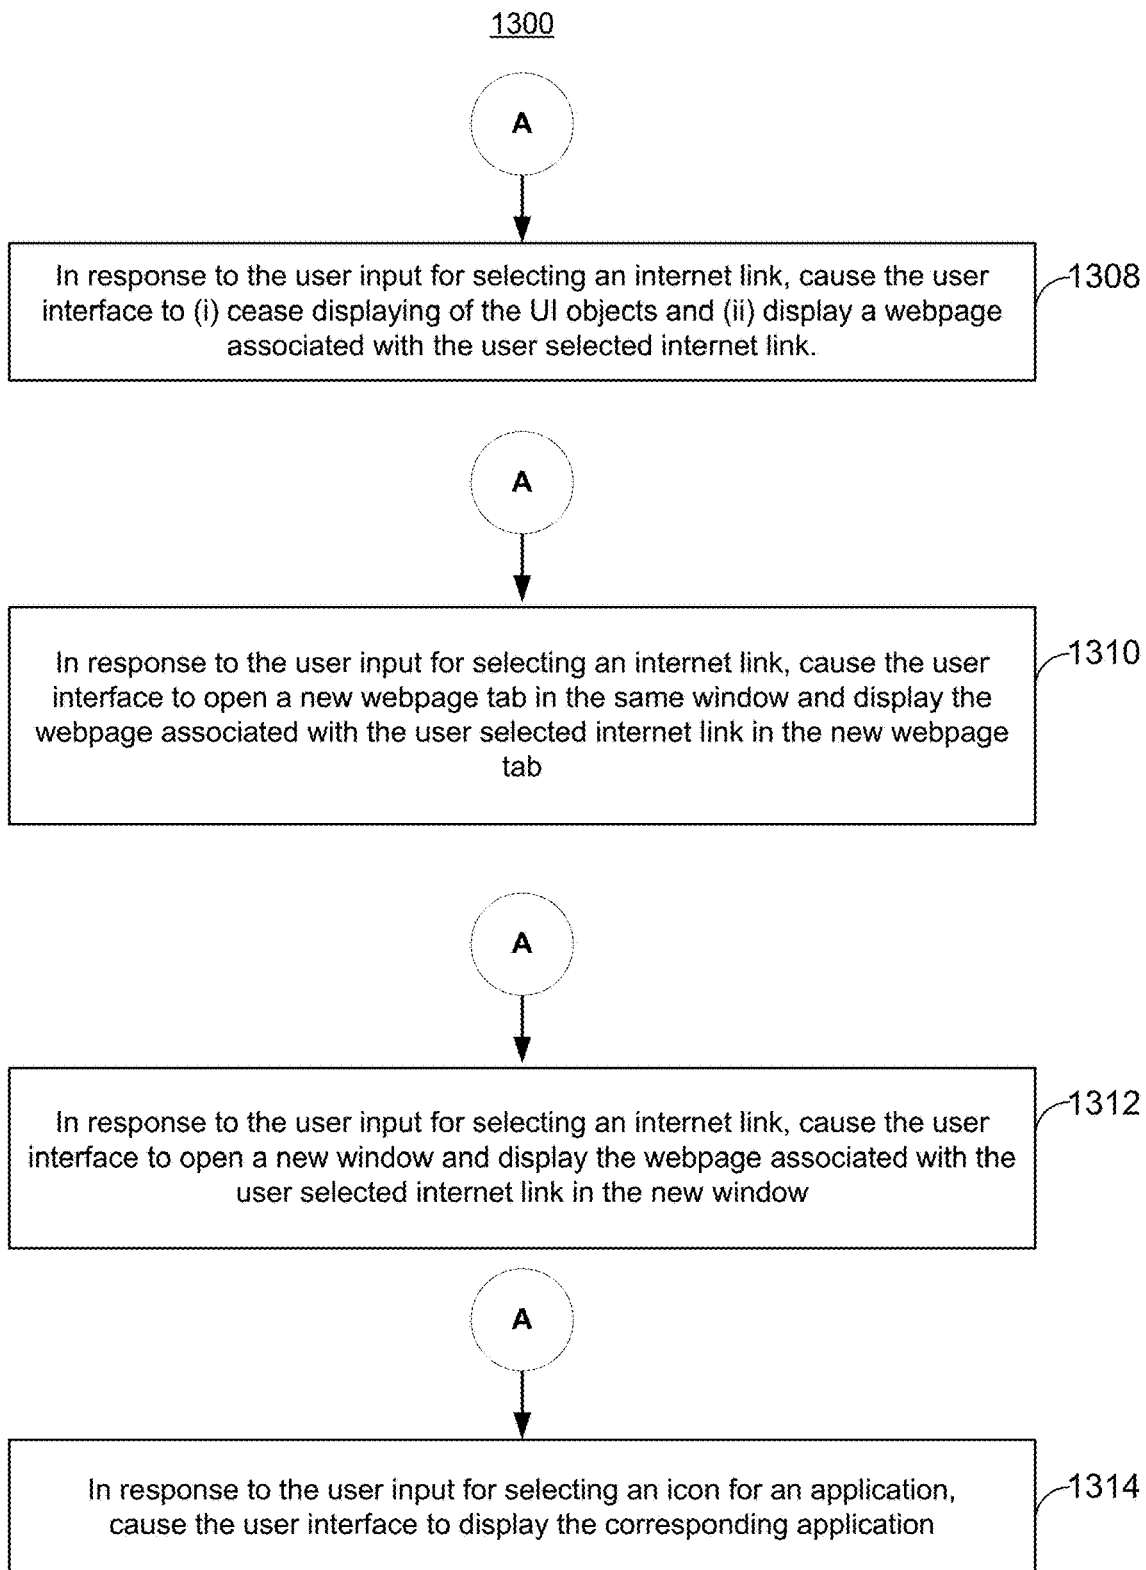 1300
A
In response to the user input for selecting an internet link, cause the user
interface to (i) cease displaying of the UI objects and (ii) display a webpage
associated with the user selected internet link.
1308
A
In response to the user input for selecting an internet link, cause the user
interface to open a new webpage tab in the same window and display the
webpage associated with the user selected internet link in the new webpage
tab
1310
A
In response to the user input for selecting an internet link, cause the user
interface to open a new window and display the webpage associated with the
user selected internet link in the new window
1312
A
In response to the user input for selecting an icon for an application,
cause the user interface to display the corresponding application
1314